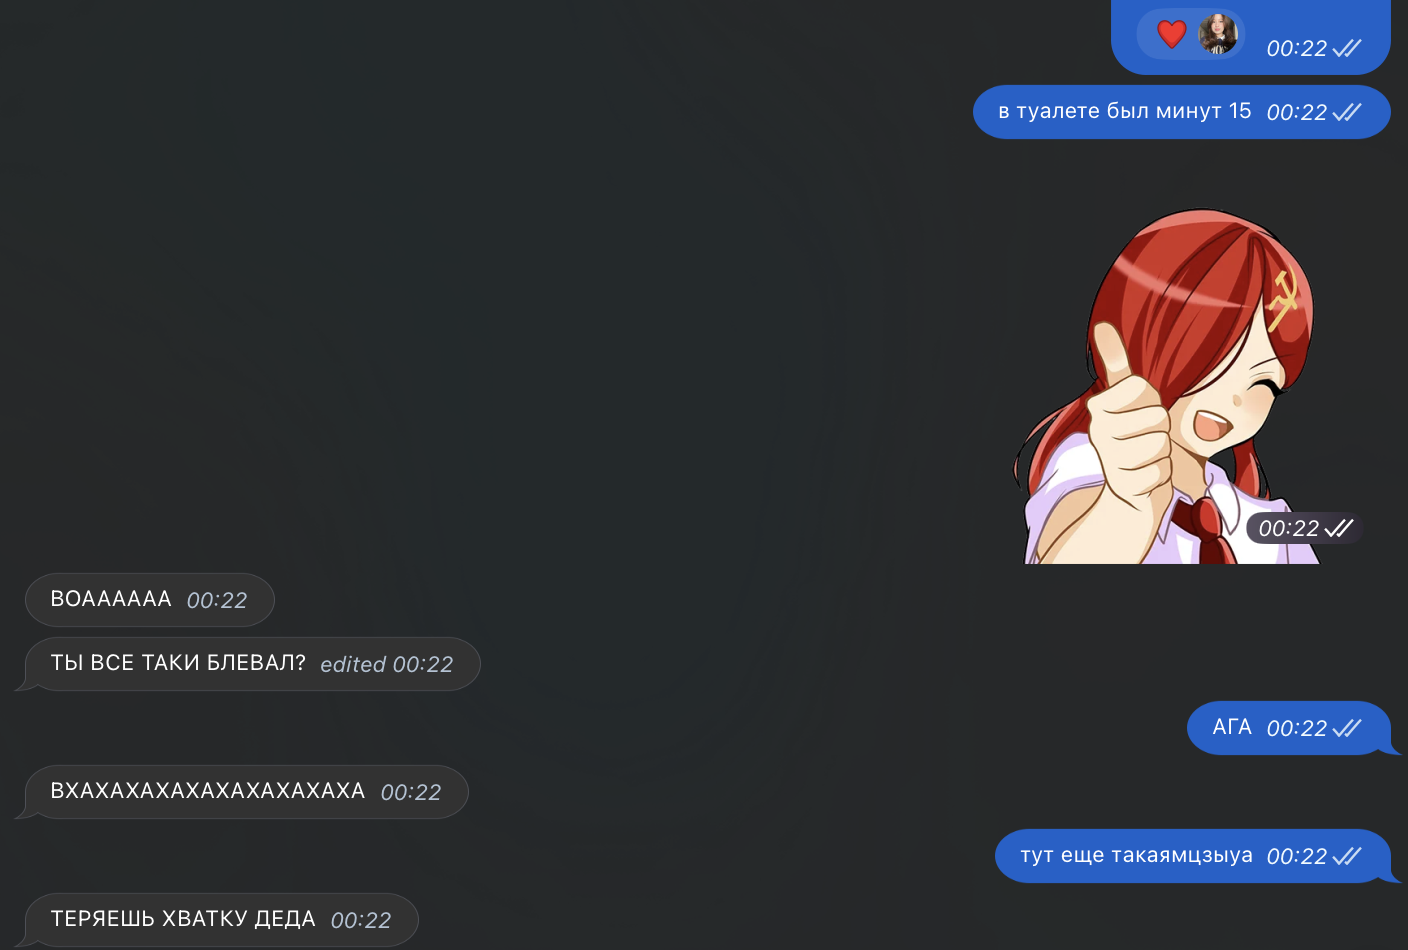 00:22
в туалете был минут 15 00:22
00:22
ВОАААААА 00:22
ТЫ ВСЕ ТАКИ БЛЕВАЛ? edited 00:22
АГА 00:22
ВХАХАХАХАХАХАХАХАХАХА 00:22
тут еще такаямцзыуа 00:22
ТЕРЯЕШЬ ХВАТКУ ДЕДА 00:22